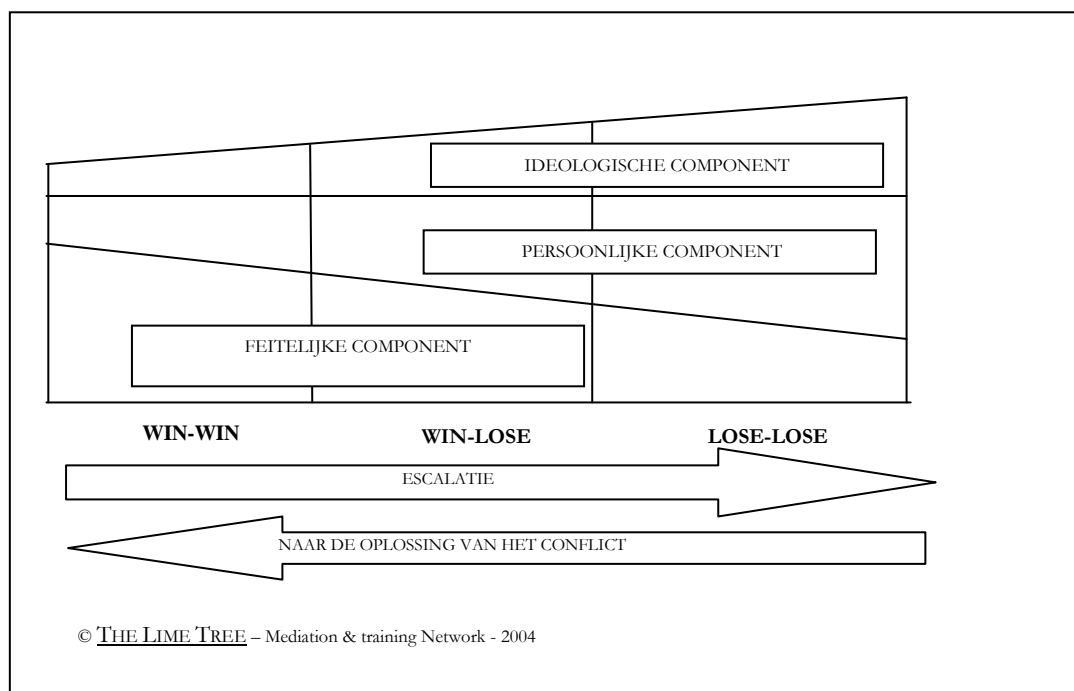 IDEOLOGISCHE COMPONENT
PERSOONLIJKE COMPONENT
FEITELIJKE COMPONENT
WIN-WIN WIN-LOSE LOSE-LOSE
ESCALATIE
NAAR DE OPLOSSING VAN HET CONFLICT
© THE LIME TREE – Mediation & training Network - 2004